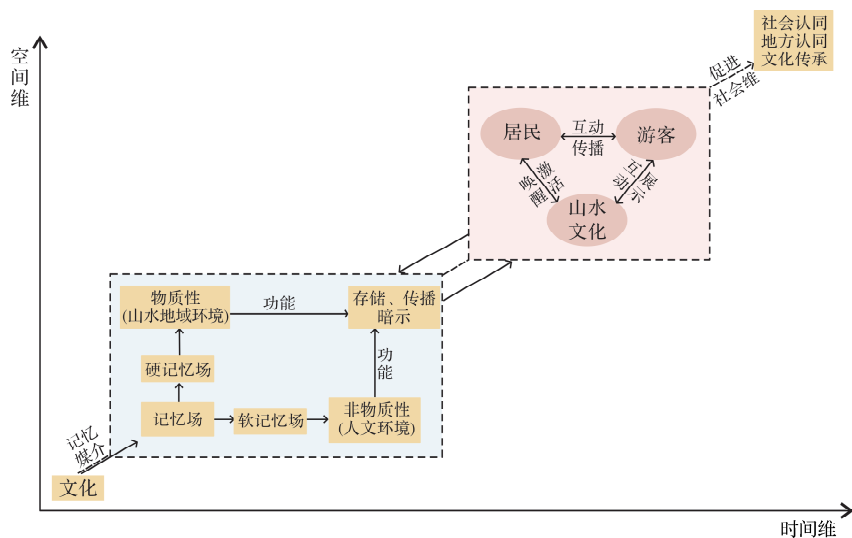 空
间
维
社会认同
地方认同
文化传承
促进
社会维
居民
互动
传播
游客
唤醒
激活
互动
展示
山水
文化
物质性
(山水地域环境)
功能
存储、传播
暗示
硬记忆场
功
能
记忆场
软记忆场
非物质性
(人文环境)
记忆
媒介
文化
时间维